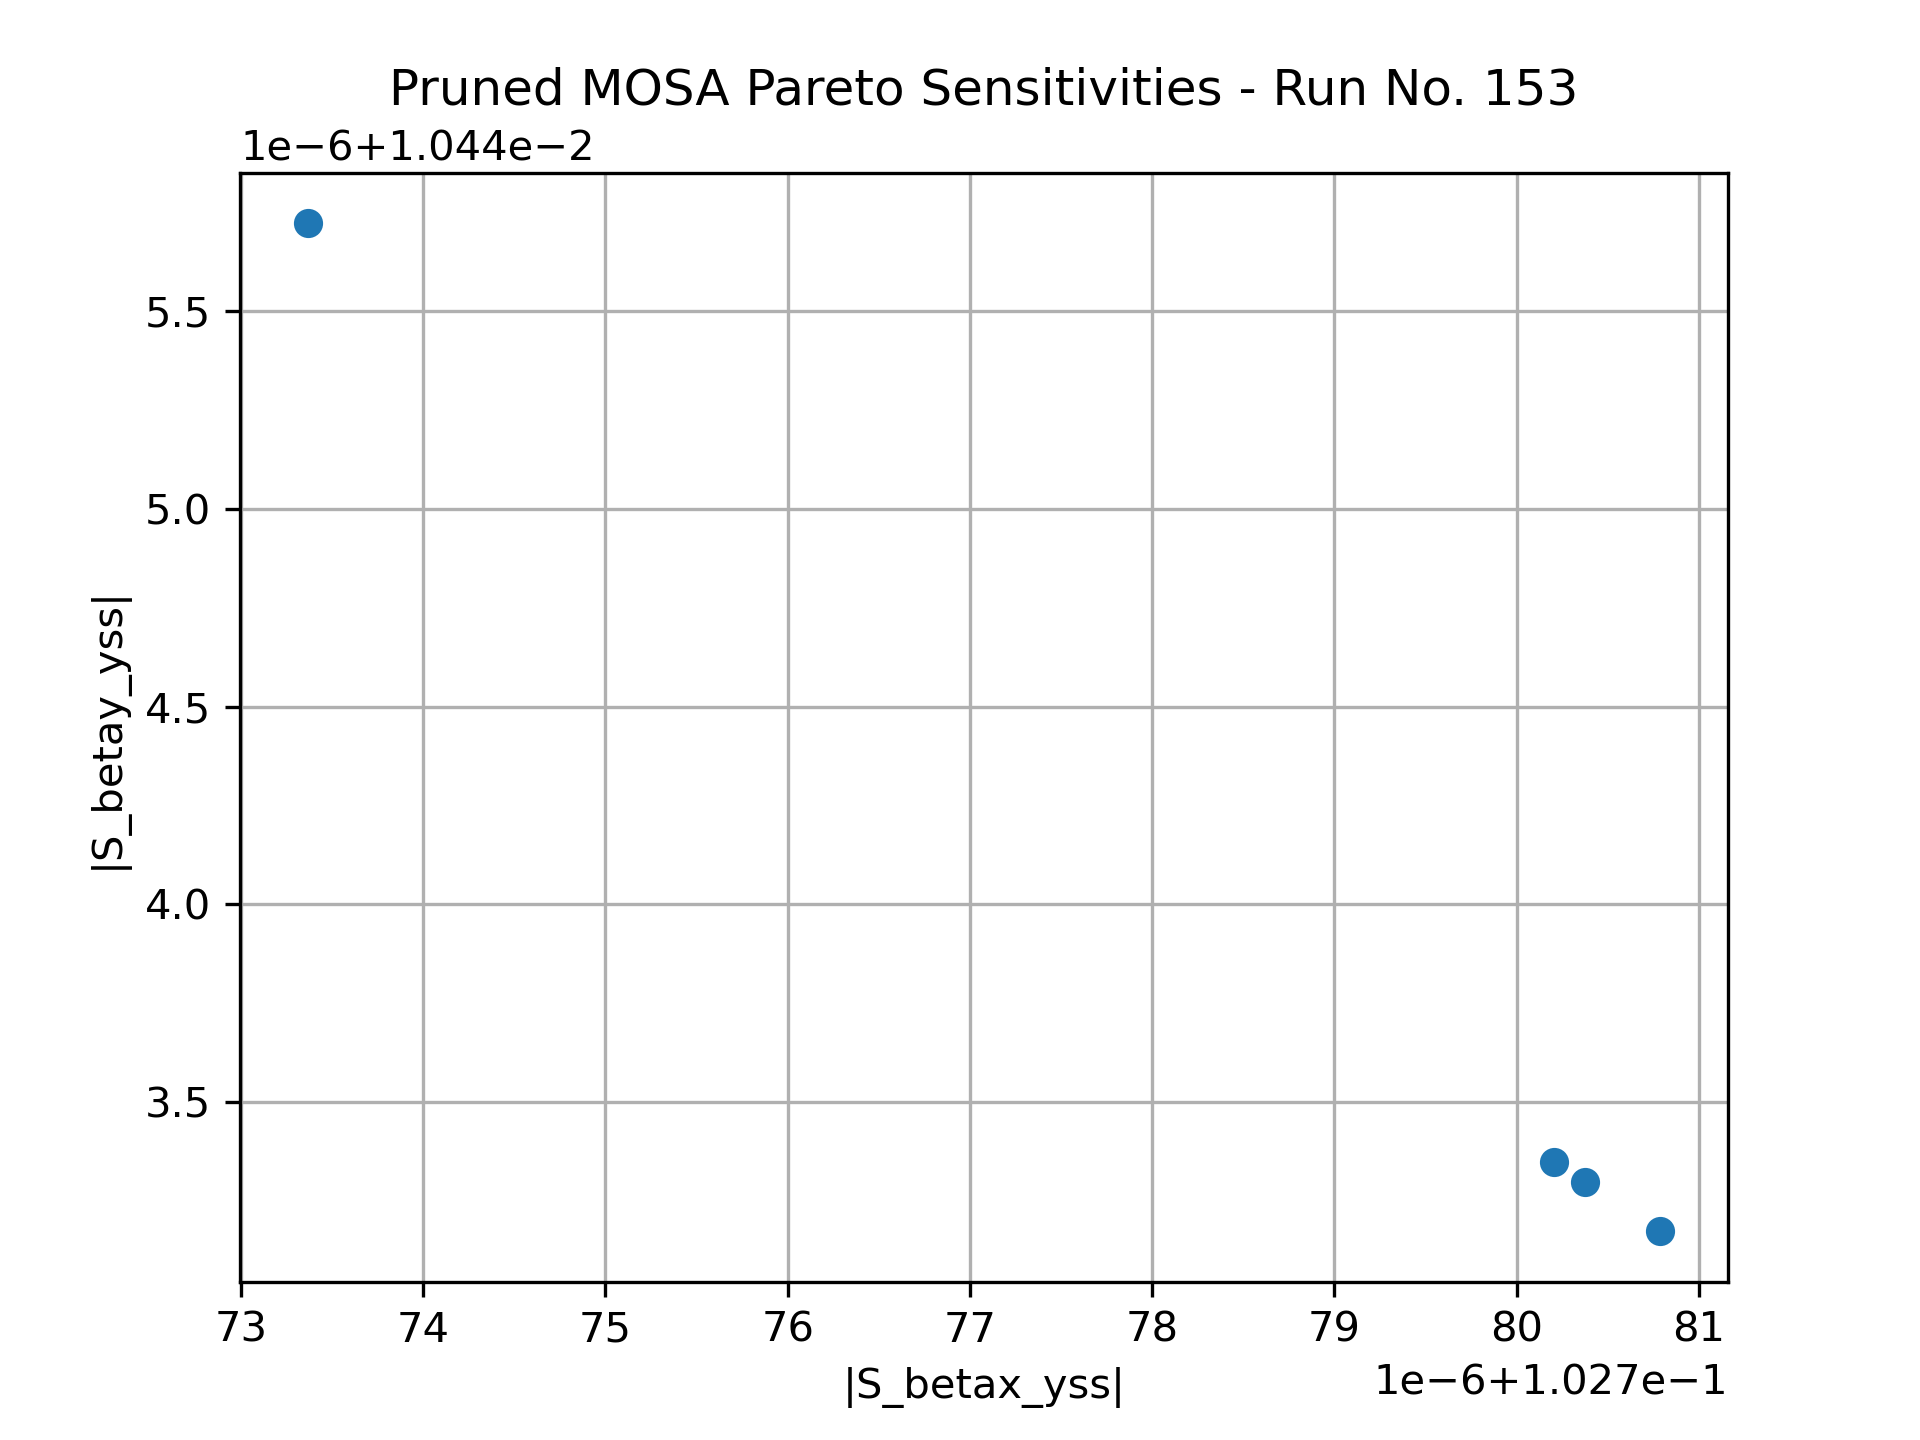 Pruned MOSA Pareto Sensitivities - Run No. 153
1e−6+1.044e−2
5.5
5.0
4.5
4.0
3.5
|S_betay_yss|
73 74 75 76 77 78 79 80 81
|S_betax_yss|
1e−6+1.027e−1